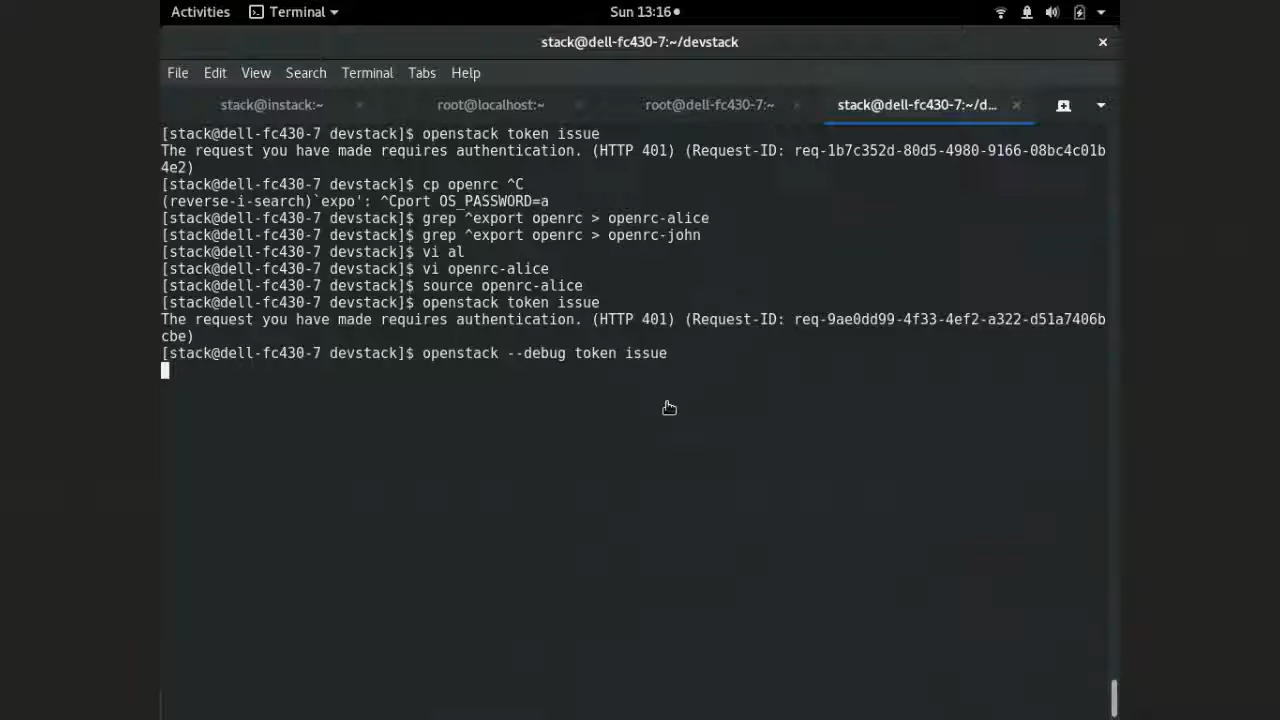 Activities Terminal Sun 13:16
stack@dell-fc430-7:~/devstack
File Edit View Search Terminal Tabs Help
stack@instack:~ root@localhost:~ root@dell-fc430-7:~ stack@dell-fc430-7:~/d...
[stack@dell-fc430-7 devstack]$ openstack token issue
The request you have made requires authentication. (HTTP 401) (Request-ID: req-1b7c352d-80d5-4980-9166-08bc4c01b
4e2)
[stack@dell-fc430-7 devstack]$ cp openrc ^C
(reverse-i-search)`expo': ^Cport OS_PASSWORD=a
[stack@dell-fc430-7 devstack]$ grep ^export openrc > openrc-alice
[stack@dell-fc430-7 devstack]$ grep ^export openrc > openrc-john
[stack@dell-fc430-7 devstack]$ vi al
[stack@dell-fc430-7 devstack]$ vi openrc-alice
[stack@dell-fc430-7 devstack]$ source openrc-alice
[stack@dell-fc430-7 devstack]$ openstack token issue
The request you have made requires authentication. (HTTP 401) (Request-ID: req-9ae0dd99-4f33-4ef2-a322-d51a7406b
cbe)
[stack@dell-fc430-7 devstack]$ openstack --debug token issue